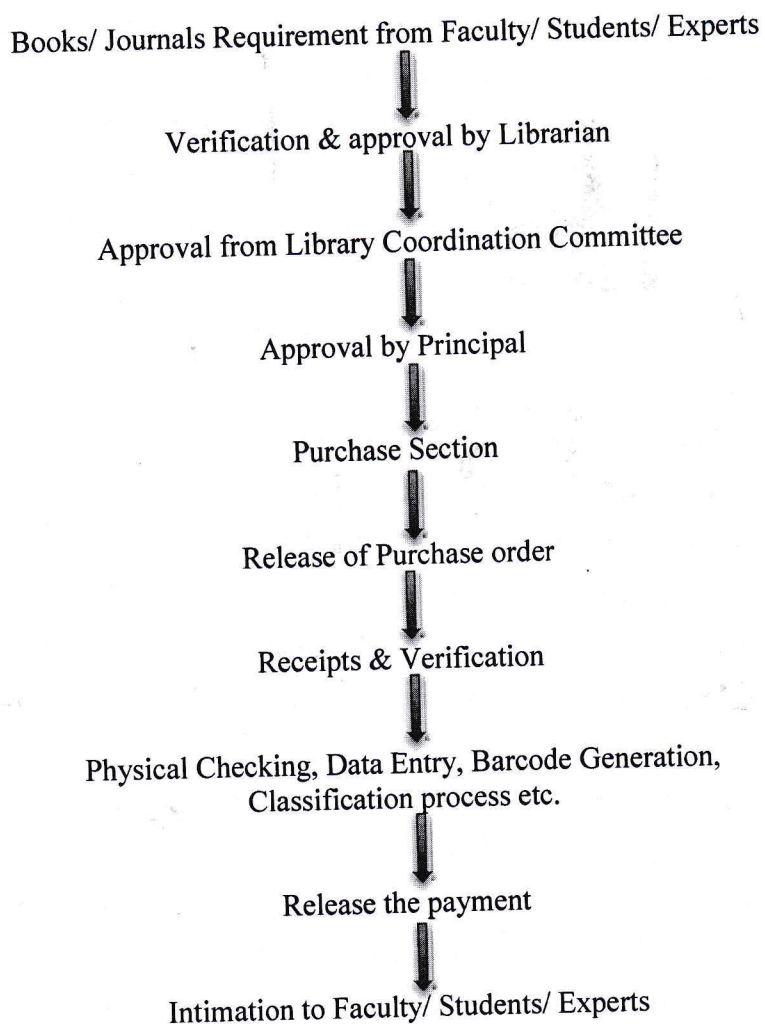 Books/ Journals Requirement from Faculty/ Students/ Experts
Verification & approval by Librarian
Approval from Library Coordination Committee
Approval by Principal
Purchase Section
Release of Purchase order
Receipts & Verification
Physical Checking, Data Entry, Barcode Generation,
Classification process etc.
Release the payment
Intimation to Faculty/ Students/ Experts